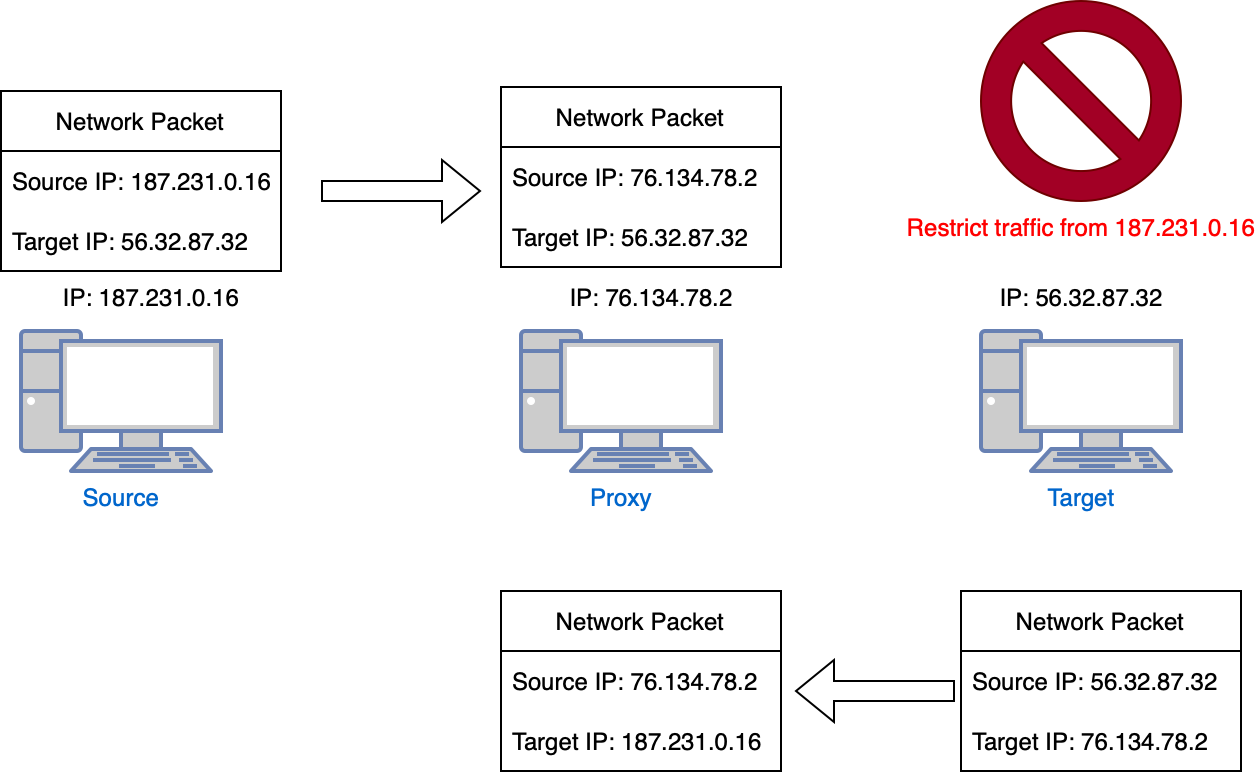 Network Packet
Source IP: 187.231.0.16
Target IP: 56.32.87.32
IP: 187.231.0.16
Source
Network Packet
Source IP: 76.134.78.2
Target IP: 56.32.87.32
IP: 76.134.78.2
Proxy
Restrict traffic from 187.231.0.16
IP: 56.32.87.32
Target
Network Packet
Source IP: 76.134.78.2
Target IP: 187.231.0.16
Network Packet
Source IP: 56.32.87.32
Target IP: 76.134.78.2